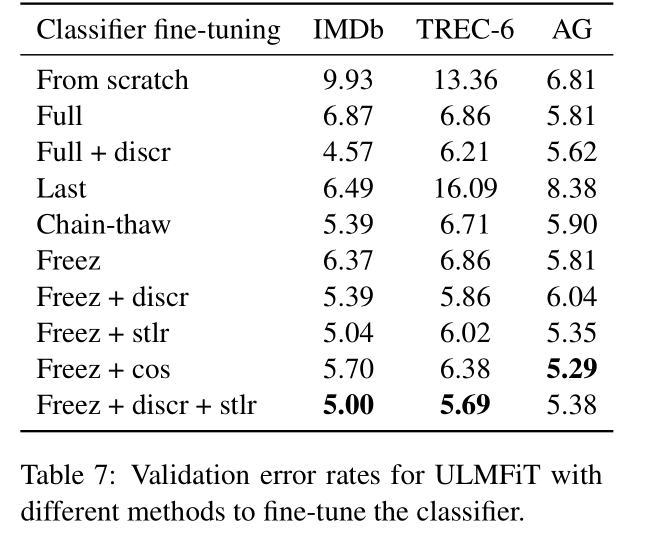 Classifier fine-tuning IMDb TREC-6 AG
From scratch 9.93 13.36 6.81
Full 6.87 6.86 5.81
Full + discr 4.57 6.21 5.62
Last 6.49 16.09 8.38
Chain-thaw 5.39 6.71 5.90
Freez 6.37 6.86 5.81
Freez + discr 5.39 5.86 6.04
Freez + stlr 5.04 6.02 5.35
Freez + cos 5.70 6.38 5.29
Freez + discr + stlr 5.00 5.69 5.38
Table 7: Validation error rates for ULMFiT with
different methods to fine-tune the classifier.